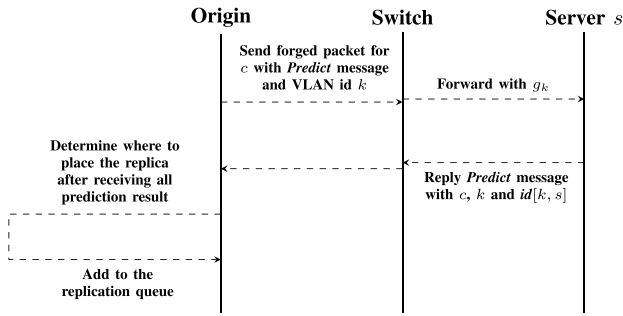 Origin
Switch
Server s
Send forged packet for
c with Predict message
and VLAN id k
Forward with g_k
Determine where to
place the replica
after receiving all
prediction result
Reply Predict message
with c, k and id[k, s]
Add to the
replication queue